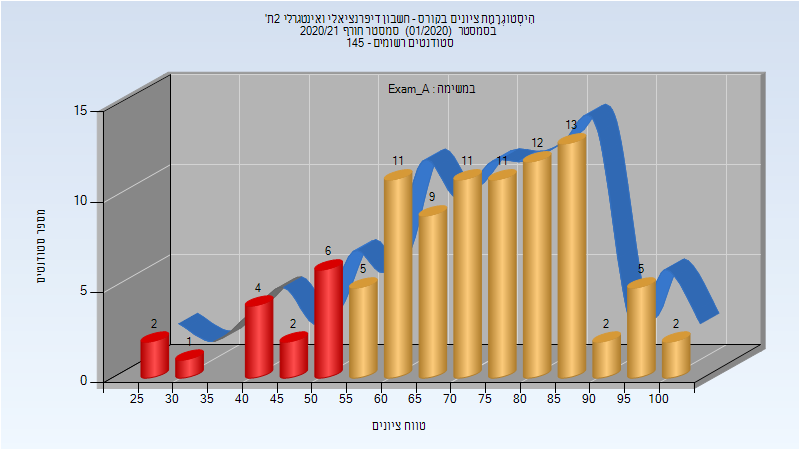 היסטוגרמת ציונים בקורס - חשבון דיפרנציאלי ואינטגרלי 2ת'
בסמסטר (01/2020) סמסטר חורף 2020/21
סטודנטים רשומים - 145
במשימה : Exam_A
מספר סטודנטים
15
10
5
0
2
1
4
2
6
5
11
9
11
11
12
13
2
5
2
25 30 35 40 45 50 55 60 65 70 75 80 85 90 95 100
טווח ציונים